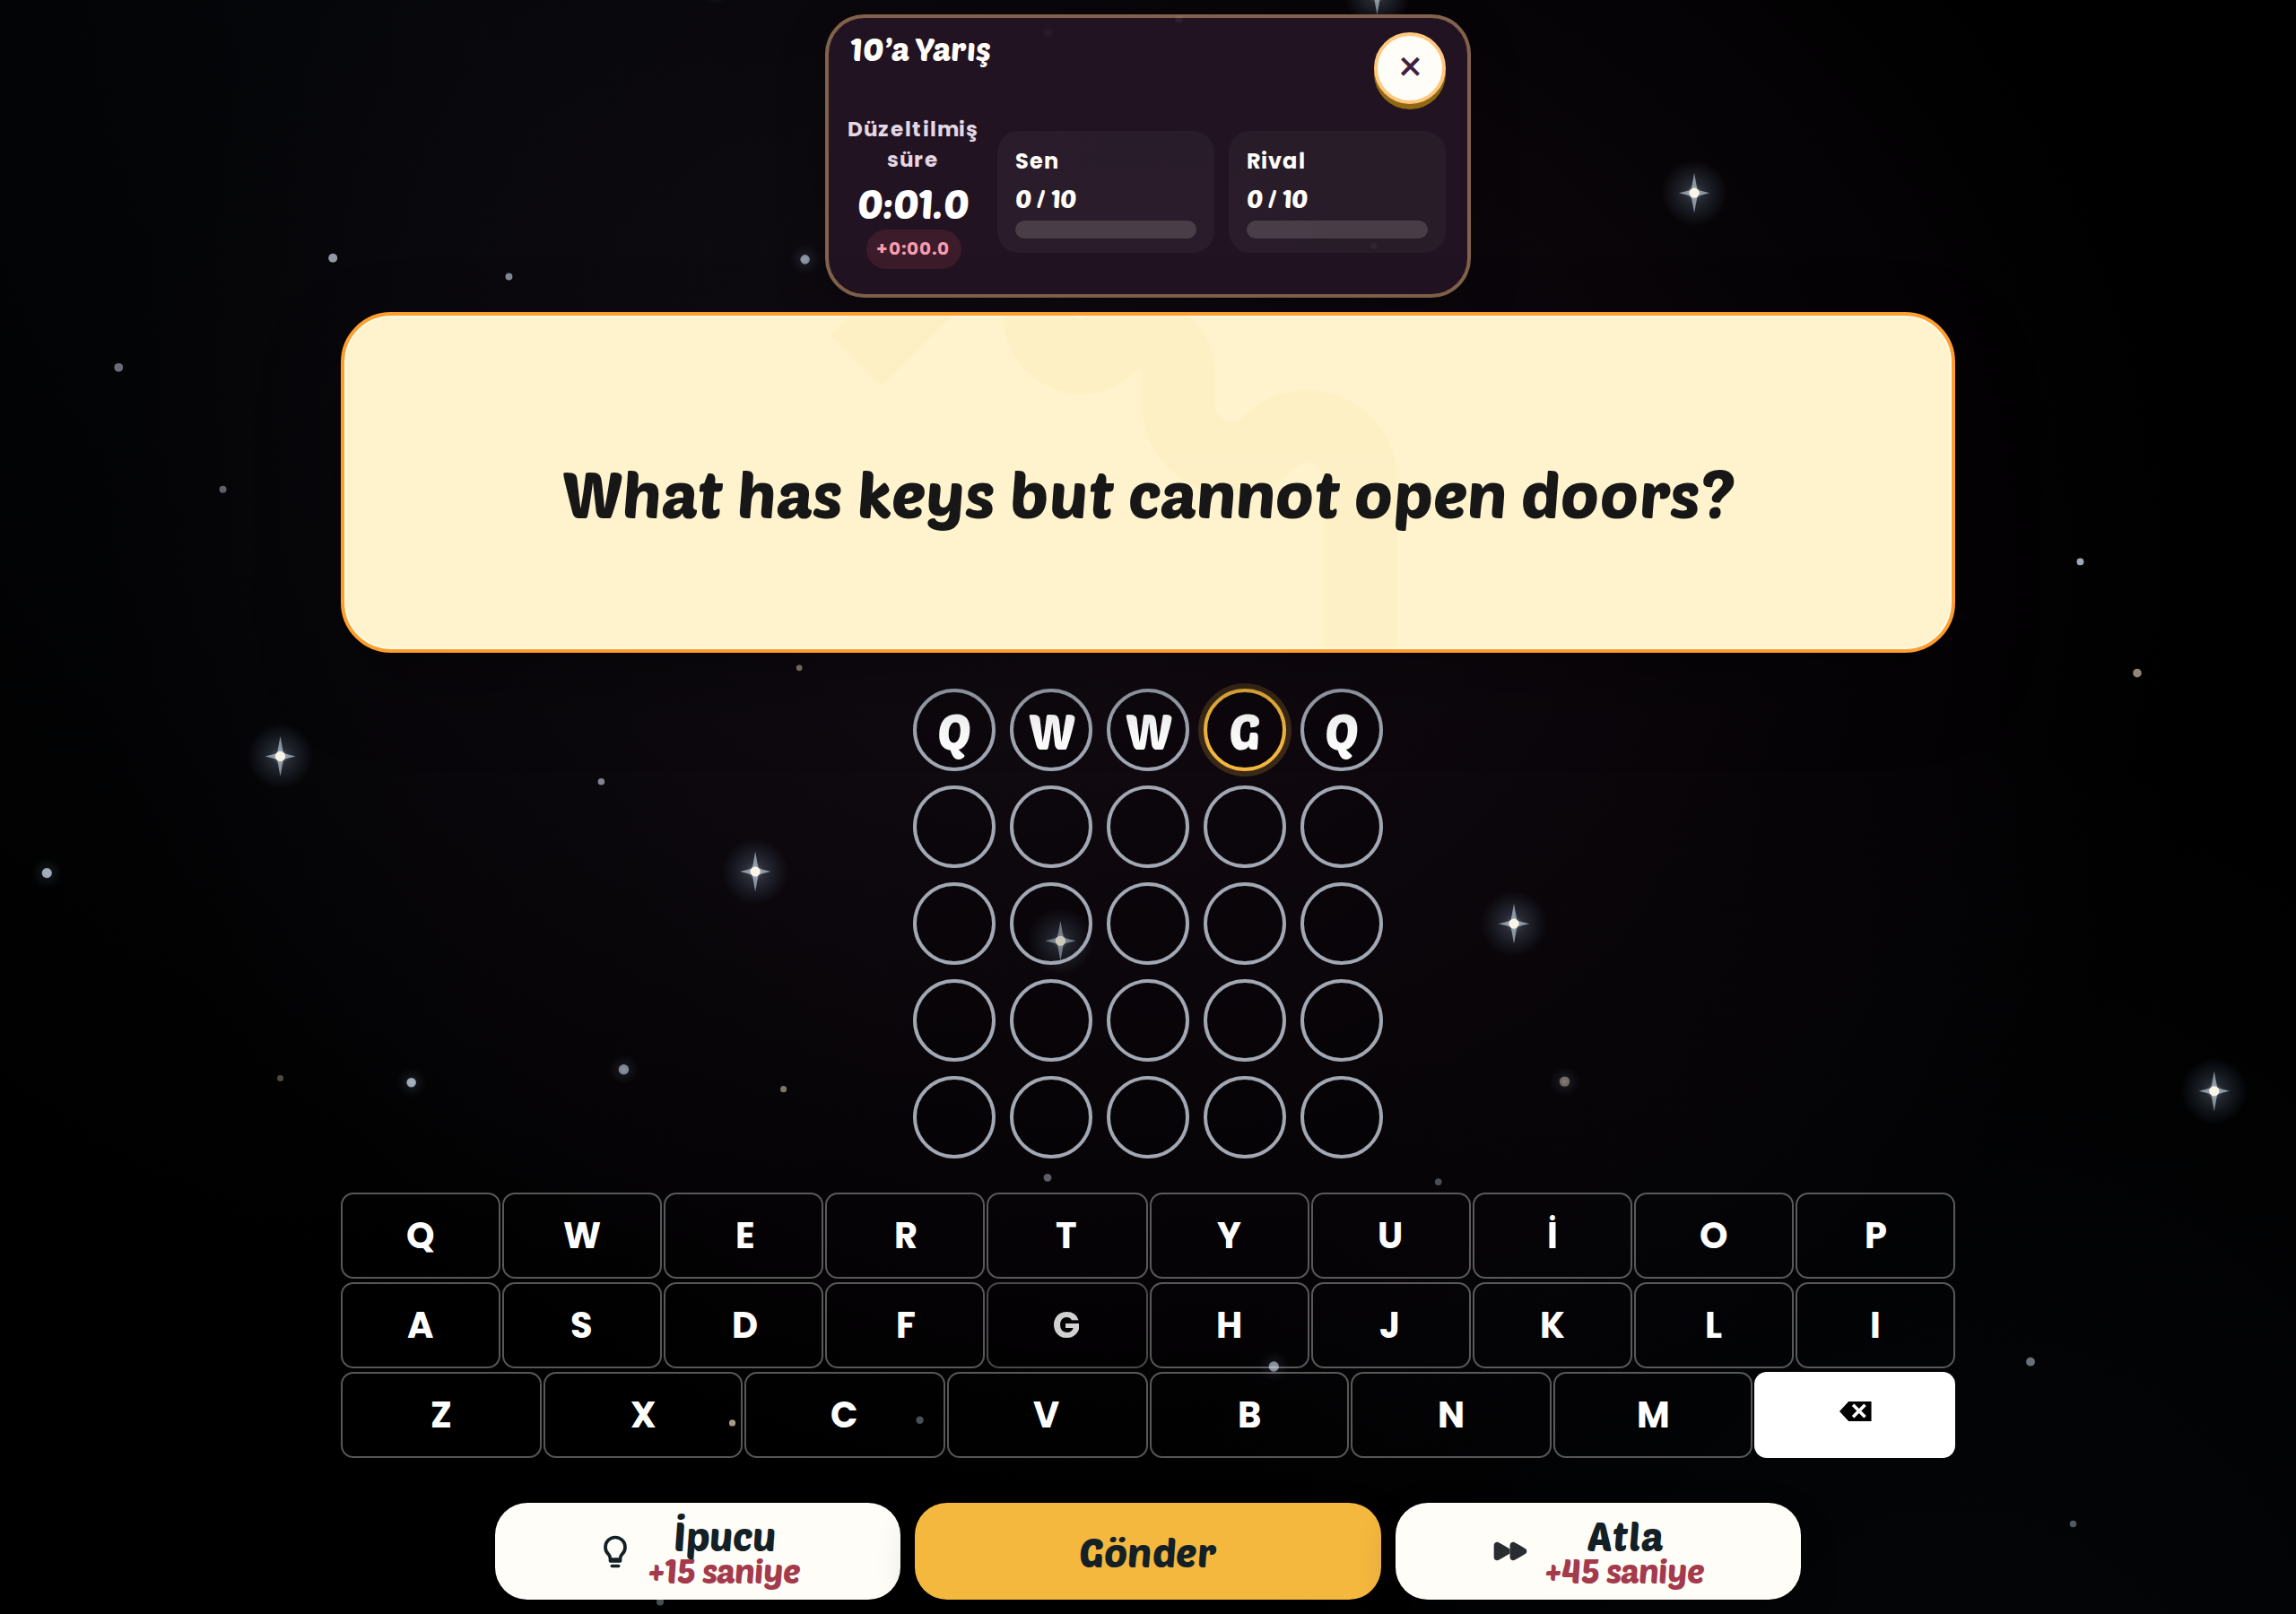 10’a Yarış
Düzeltilmiş
süre
0:01.0
+0:00.0
Sen
0 / 10
Rival
0 / 10
What has keys but cannot open doors?
Q W W G Q
Q W E R T Y U İ O P
A S D F G H J K L I
Z X C V B N M
İpucu
+15 saniye
Gönder
Atla
+45 saniye